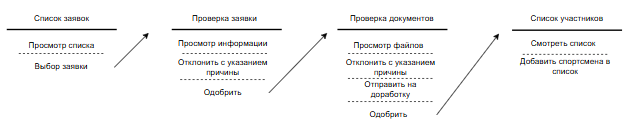 Список заявок
Просмотр списка
Выбор заявки
Проверка заявки
Просмотр информации
Отклонить с указанием
причины
Одобрить
Проверка документов
Просмотр файлов
Отклонить с указанием
причины
Отправить на
доработку
Одобрить
Список участников
Смотреть список
Добавить спортсмена в
список